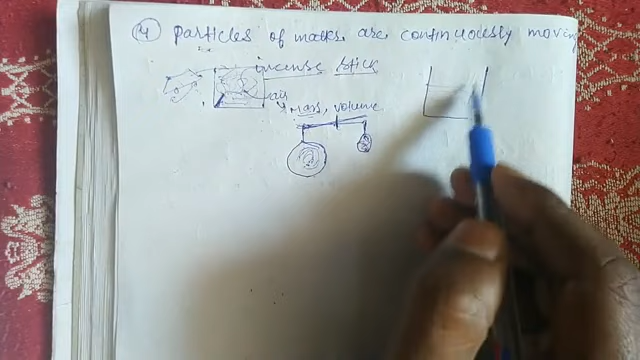 ④ Particles of matter are continuously moving
incense stick
air
Mass, volume